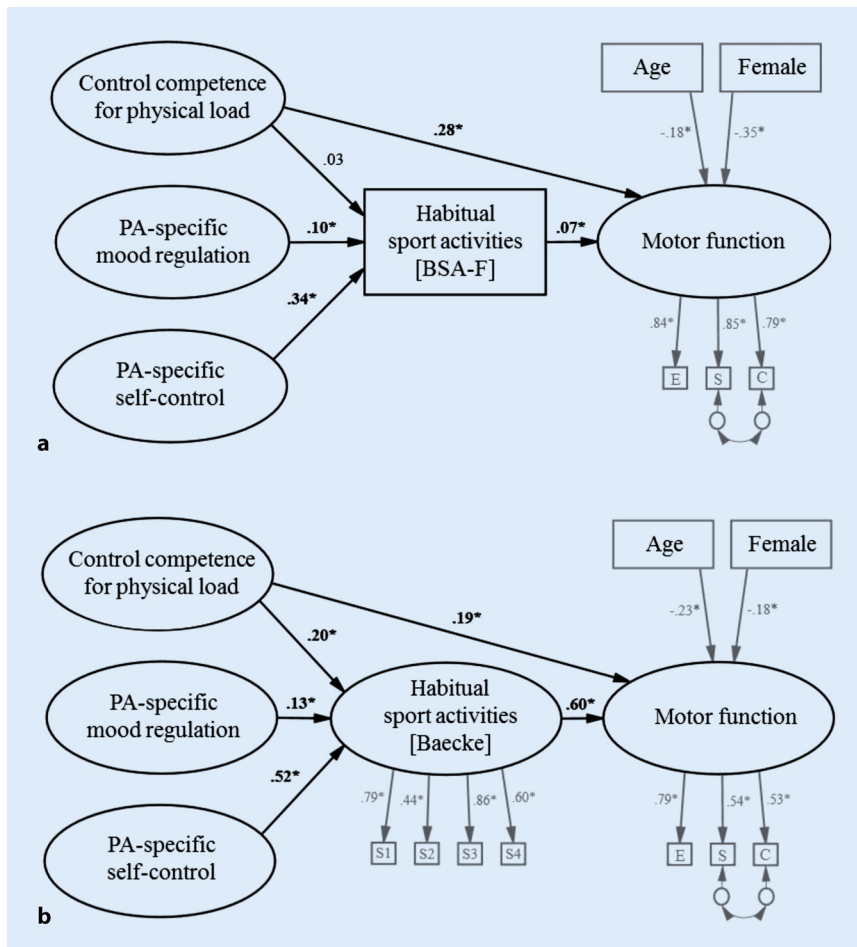 Control competence
for physical load
Age
Female
.28*
-.18*
-.35*
.03
PA-specific
mood regulation
.10*
Habitual
sport activities
[BSA-F]
.07*
Motor function
.34*
.84*
.85*
.79*
PA-specific
self-control
E
S
C
a
Control competence
for physical load
Age
Female
.19*
-.23*
-.18*
.20*
PA-specific
mood regulation
.13*
Habitual
sport activities
[Baecke]
.60*
Motor function
.52*
.79*
.44*
.86*
.60*
.79*
.54*
.53*
PA-specific
self-control
S1
S2
S3
S4
E
S
C
b